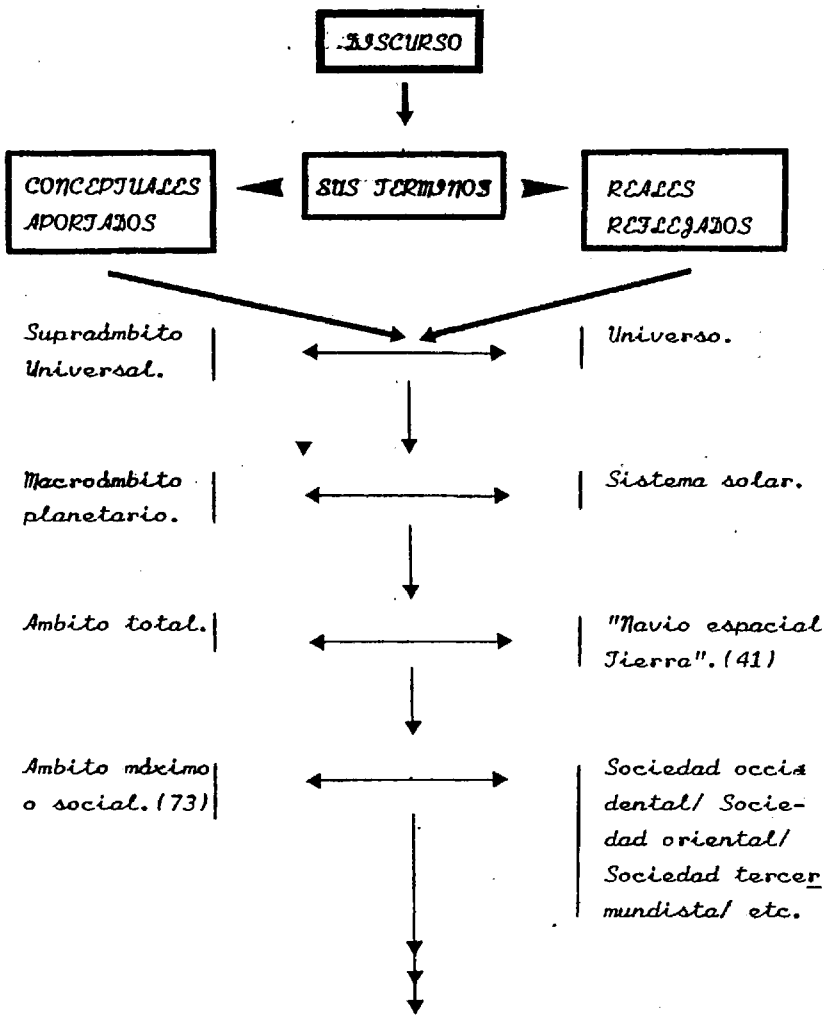 DISCURSO
CONCEPTUALES
APORTADOS
SUS TERMINOS
REALES
REFLEJADOS
Supraámbito
Universal.
Universo.
Macroámbito
planetario.
Sistema solar.
Ambito total.
"Navio espacial
Tierra".(41)
Ambito máximo
o social.(73)
Sociedad occi
dental/ Socie-
dad oriental/
Sociedad tercer
mundista/ etc.